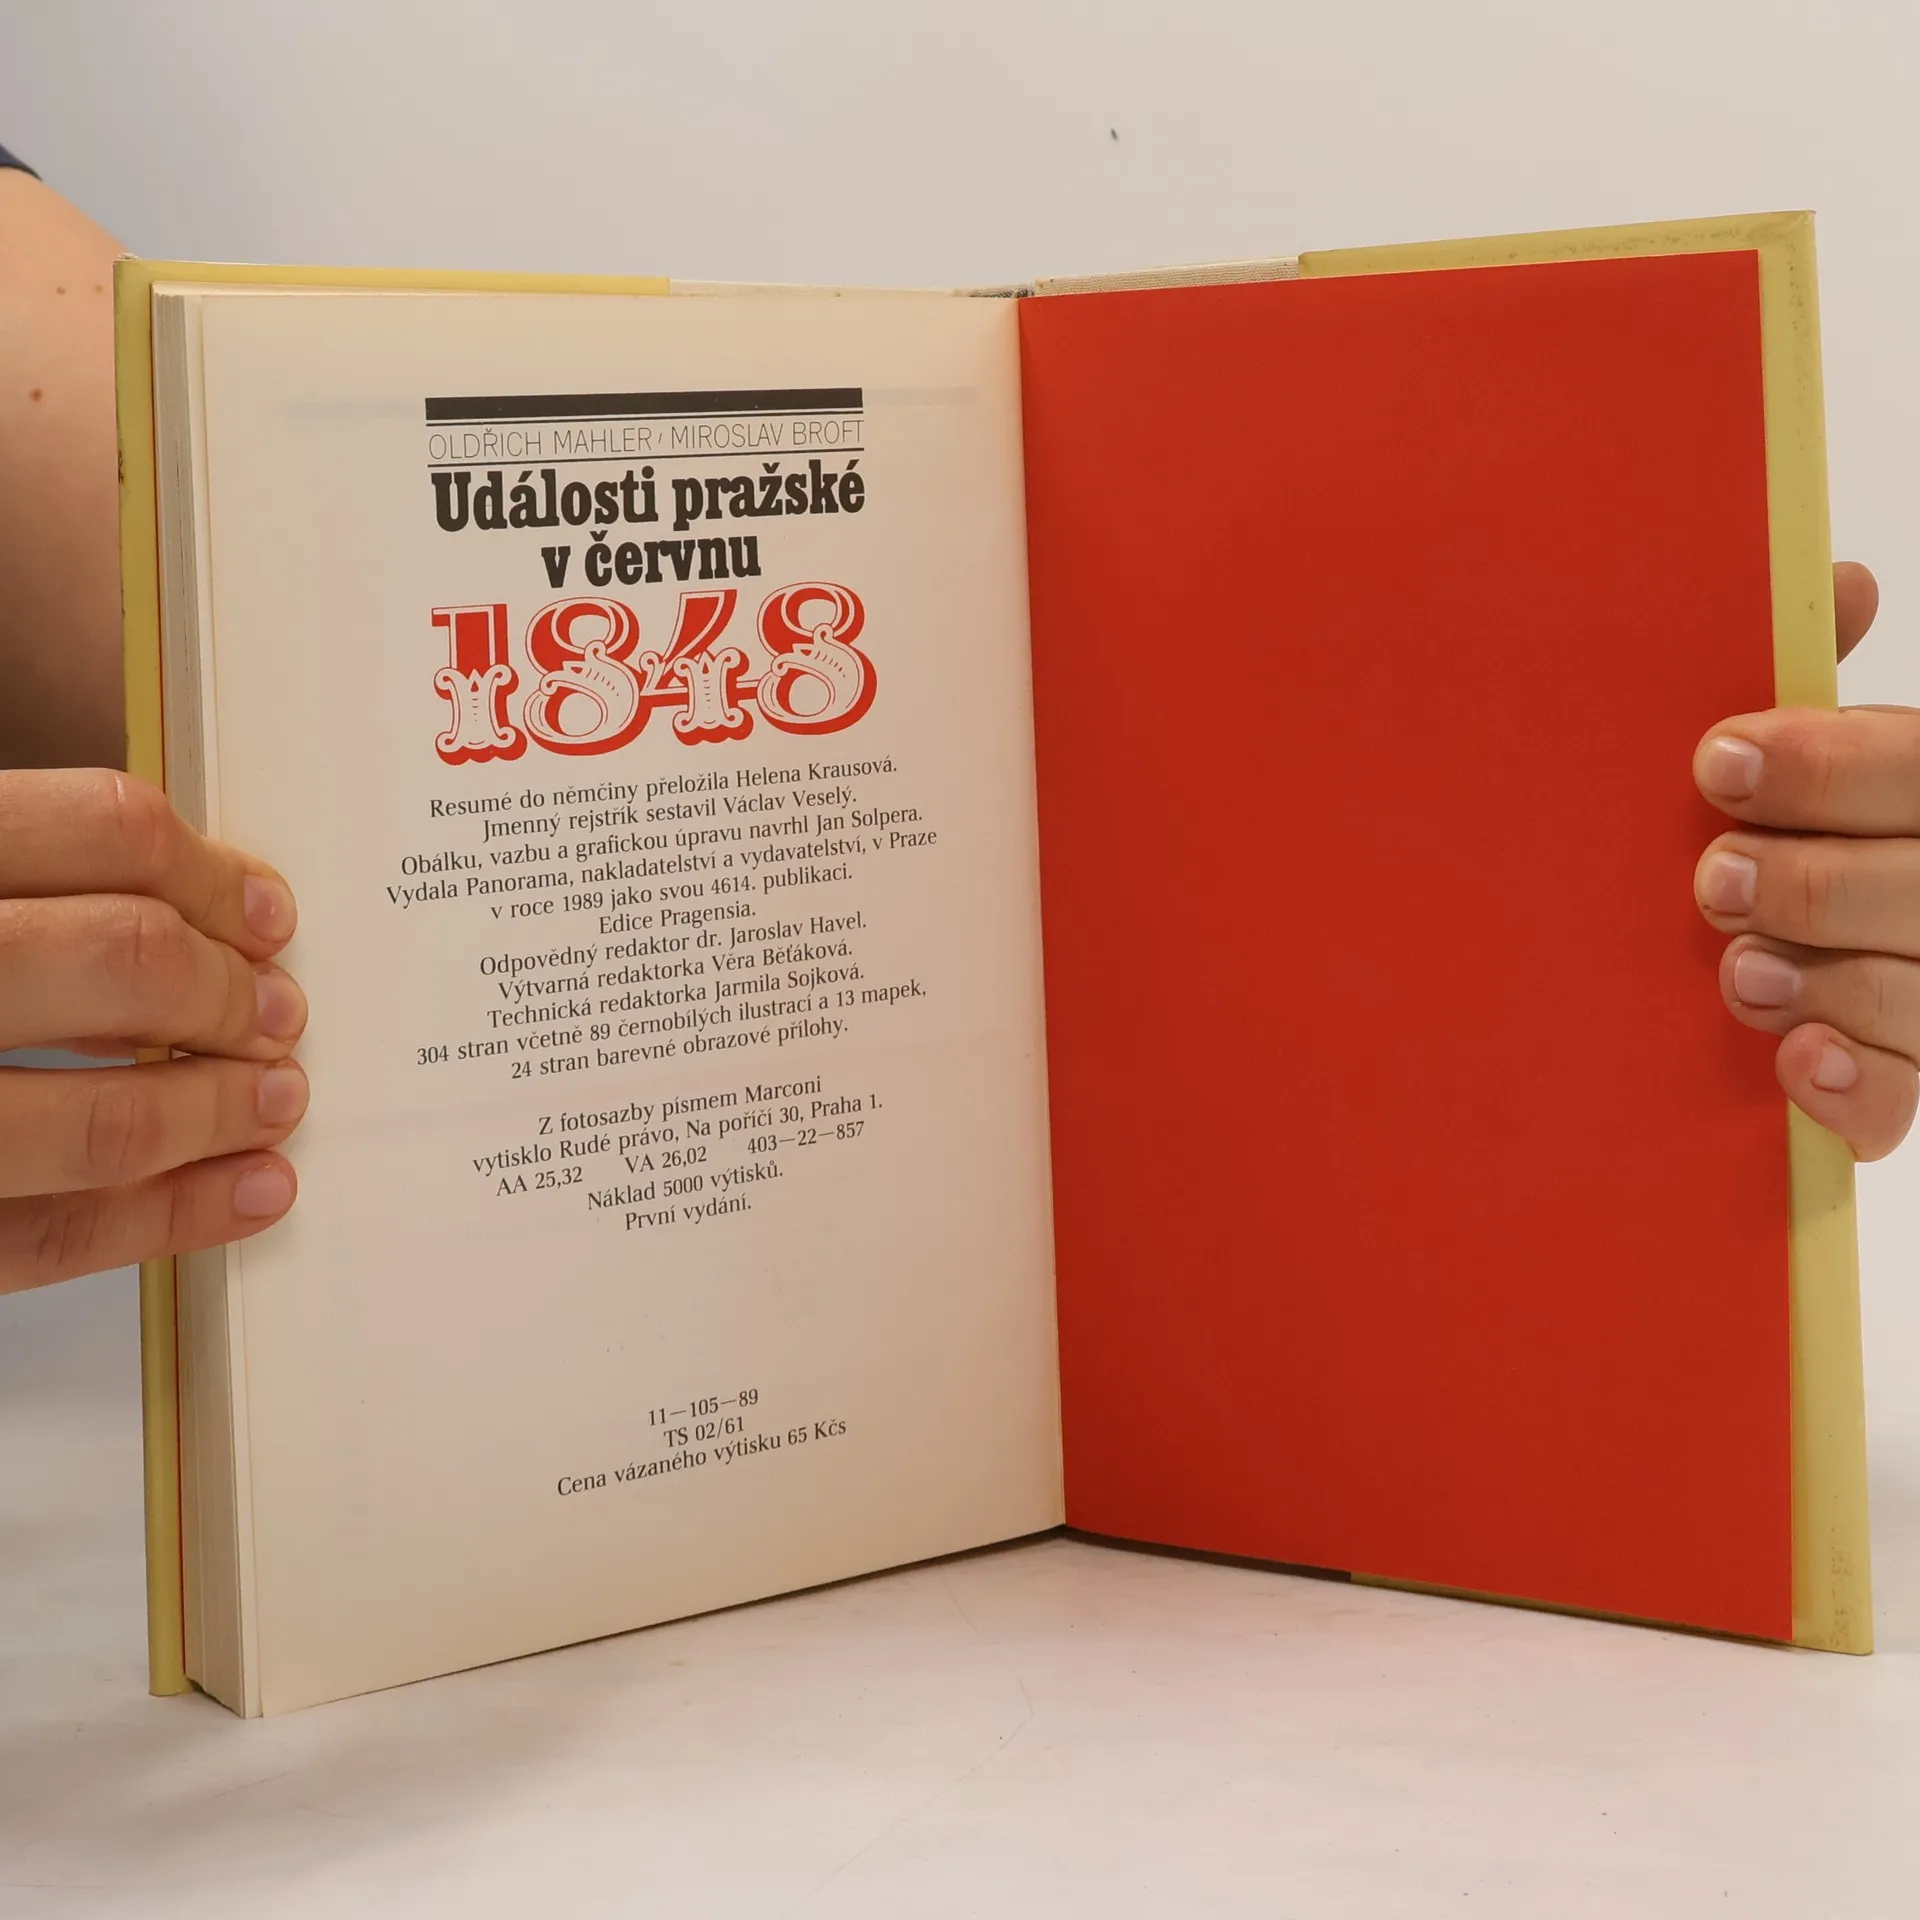 OLDŘICH MAHLER/MIROSLAV BROFT
Události pražské
v červnu
1848
Resumé do němčiny přeložila Helena Krausová.
Jmenný rejstřík sestavil Václav Veselý.
Obálku, vazbu a grafickou úpravu navrhl Jan Solpera.
Vydala Panorama, nakladatelství a vydavatelství, v Praze
v roce 1989 jako svou 4614. publikaci.
Edice Pragensia.
Odpovědný redaktor dr. Jaroslav Havel.
Výtvarná redaktorka Věra Běťáková.
Technická redaktorka Jarmila Sojková.
304 stran včetně 89 černobílých ilustrací a 13 mapek,
24 stran barevné obrazové přílohy.
Z fotosazby písmem Marconi
vytisklo Rudé právo, Na poříčí 30, Praha 1.
AA 25,32 VA 26,02 403—22—857
Náklad 5000 výtisků.
První vydání.
11—105—89
TS 02/61
Cena vázaného výtisku 65 Kčs